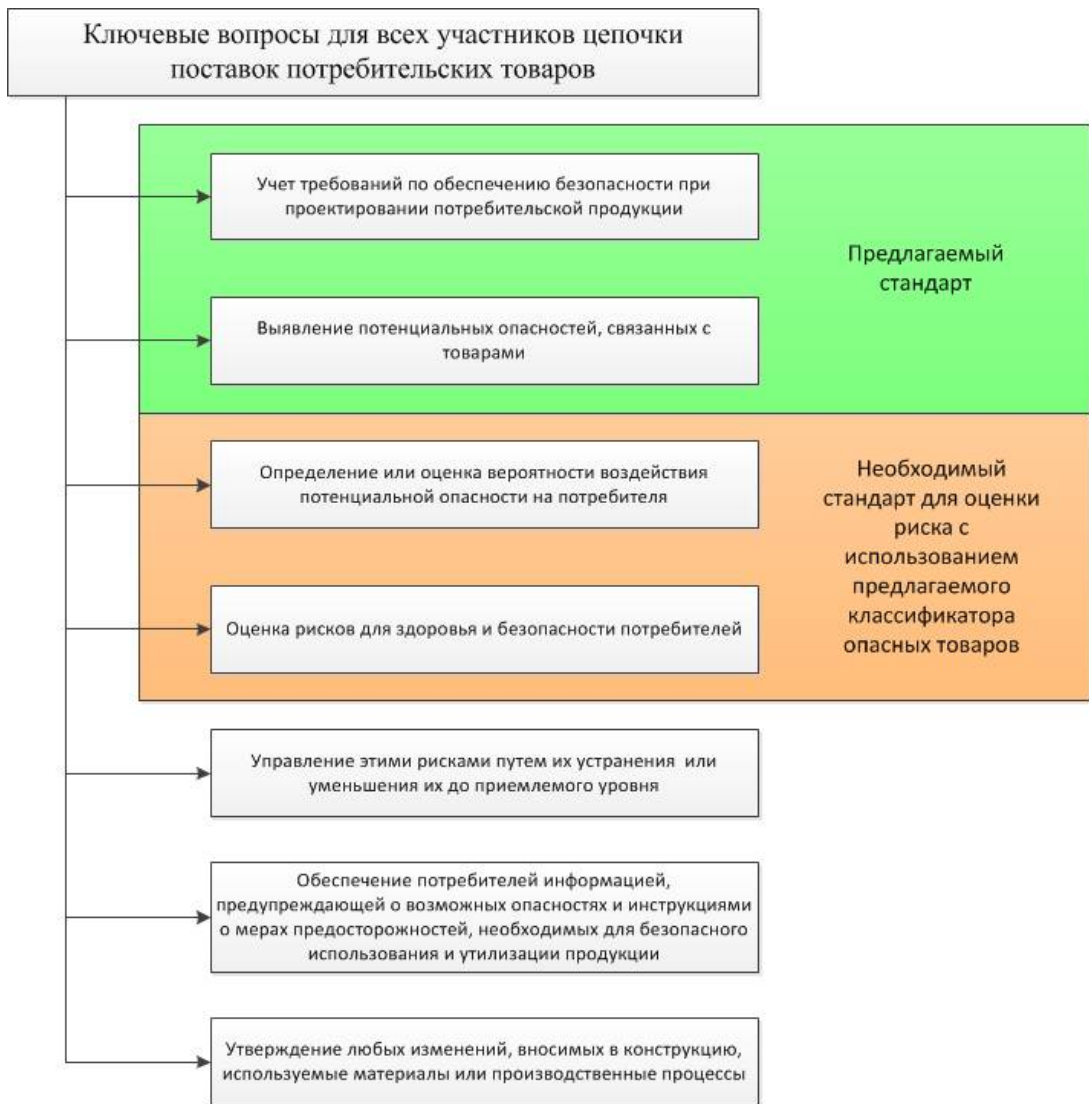 Ключевые вопросы для всех участников цепочки
поставок потребительских товаров
Учет требований по обеспечению безопасности при
проектировании потребительской продукции
Предлагаемый
стандарт
Выявление потенциальных опасностей, связанных с
товарами
Определение или оценка вероятности воздействия
потенциальной опасности на потребителя
Необходимый
стандарт для оценки
риска с
использованием
предлагаемого
классификатора
опасных товаров
Оценка рисков для здоровья и безопасности потребителей
Управление этими рисками путем их устранения или
уменьшения их до приемлемого уровня
Обеспечение потребителей информацией,
предупреждающей о возможных опасностях и инструкциями
о мерах предосторожностей, необходимых для безопасного
использования и утилизации продукции
Утверждение любых изменений, вносимых в конструкцию,
используемые материалы или производственные процессы